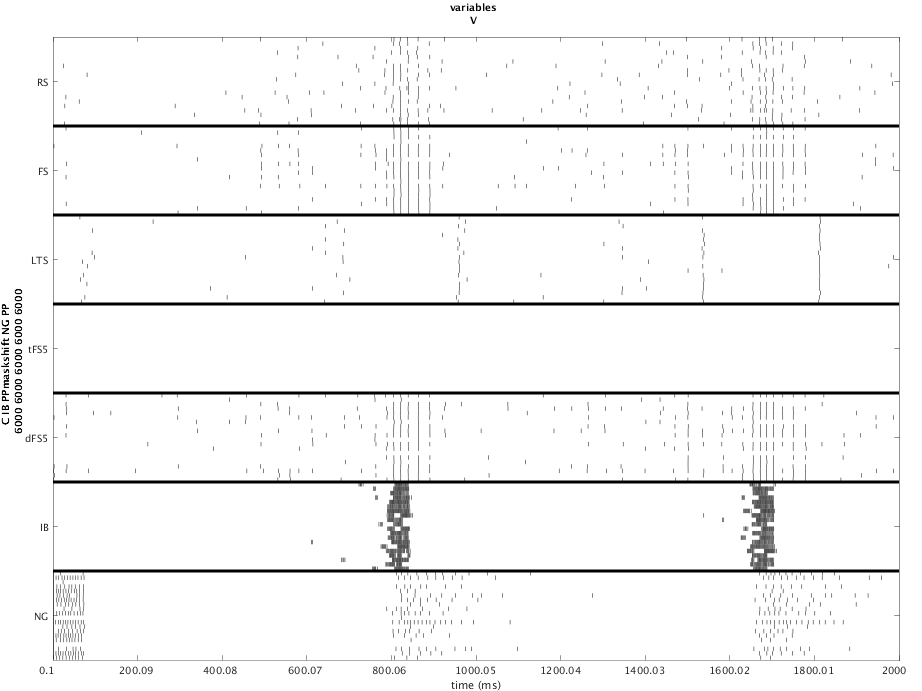 variables
V
RS
FS
LTS
tFS5
dFS5
IB
NG
C IB PPmaskshift NG PP
6000 6000 6000 6000 6000
0.1 200.09 400.08 600.07 800.06 1000.05 1200.04 1400.03 1600.02 1800.01 2000
time (ms)